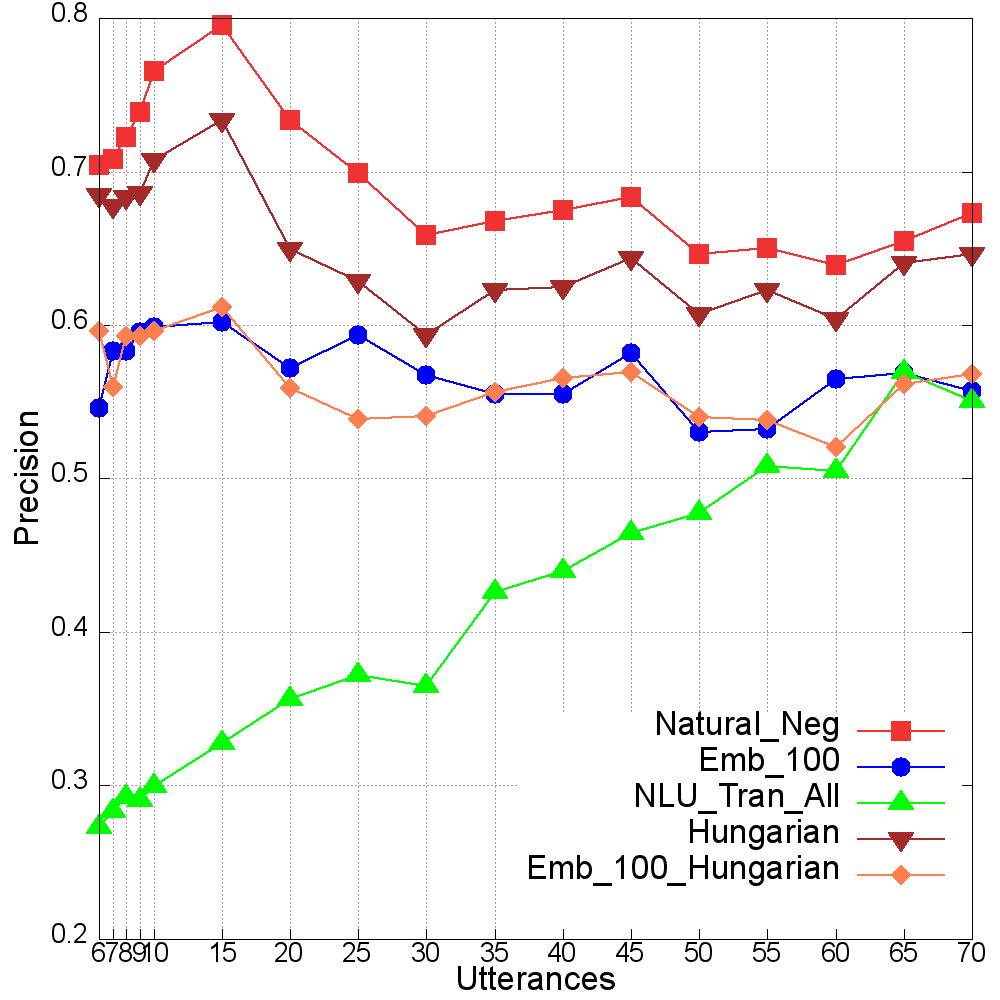 0.8
0.7
0.6
0.5
0.4
0.3
0.2
Precision
Natural_Neg
Emb_100
NLU_Tran_All
Hungarian
Emb_100_Hungarian
6 7 8 9 10 15 20 25 30 35 40 45 50 55 60 65 70
Utterances